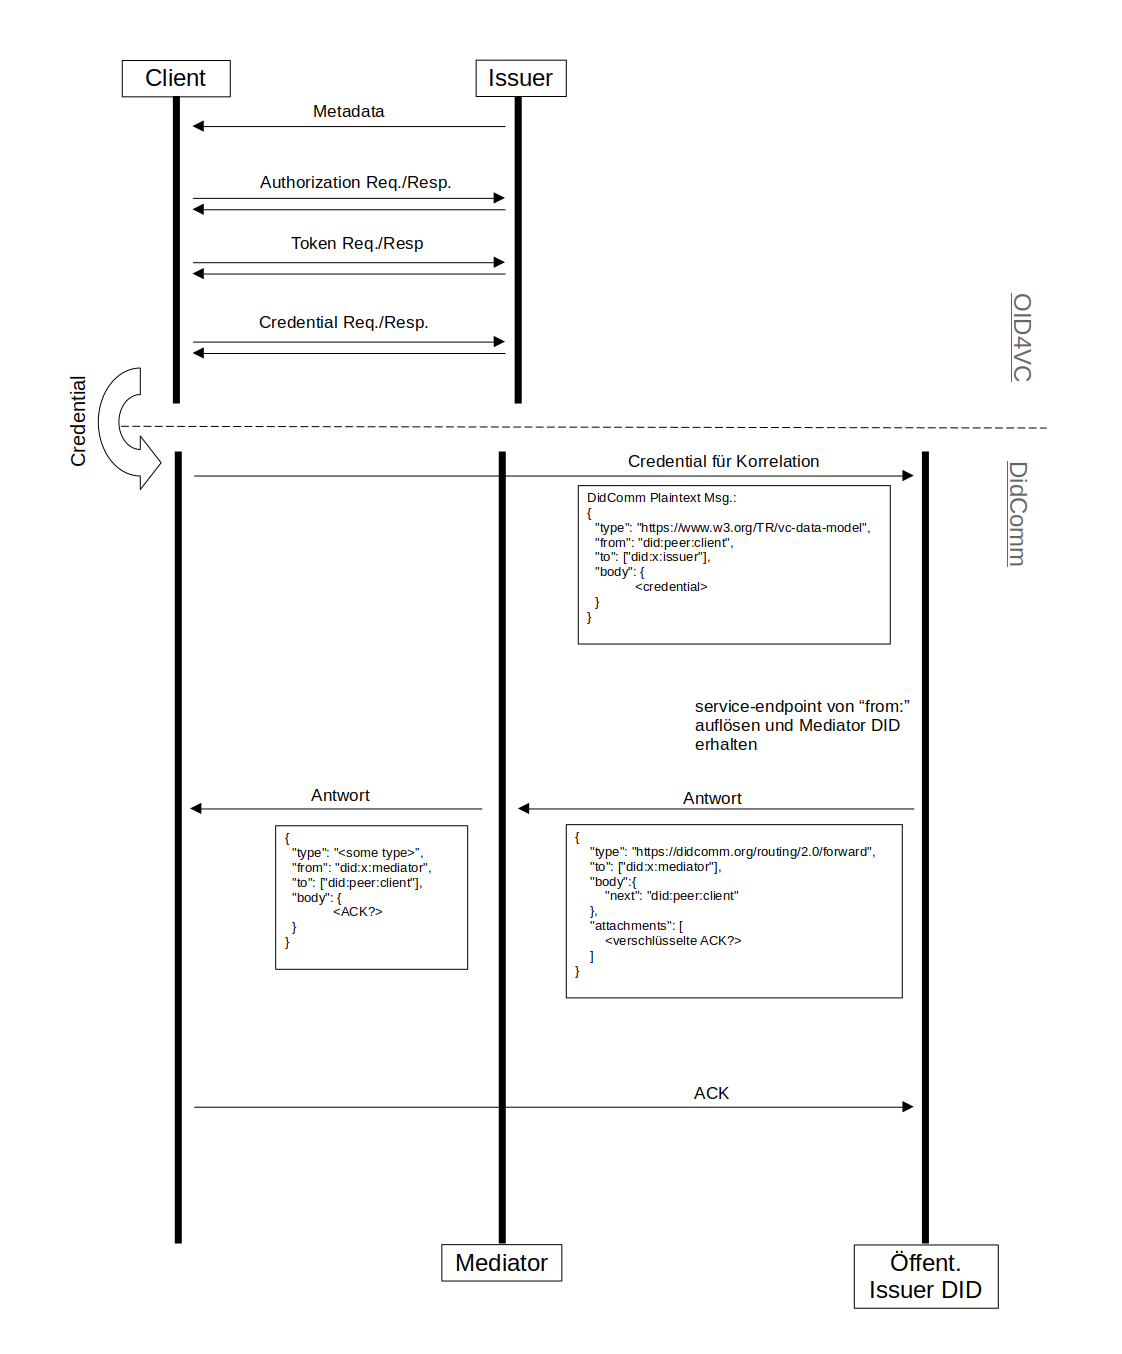 Client
Issuer
Metadata
Authorization Req./Resp.
Token Req./Resp
Credential Req./Resp.
OID4VC
Credential
Credential für Korrelation
DidComm
DidComm Plaintext Msg.:
{
"type": "https://www.w3.org/TR/vc-data-model",
"from": "did:peer:client",
"to": ["did:x:issuer"],
"body": {
<credential>
}
}
service-endpoint von “from:”
auflösen und Mediator DID
erhalten
Antwort
Antwort
{
"type": "<some type>”,
"from": "did:x:mediator",
"to": ["did:peer:client"],
"body": {
<ACK?>
}
}
{
"type": "https://didcomm.org/routing/2.0/forward",
"to": ["did:x:mediator"],
"body":{
"next": "did:peer:client"
},
"attachments": [
<verschlüsselte ACK?>
]
}
ACK
Mediator
Öffent.
Issuer DID